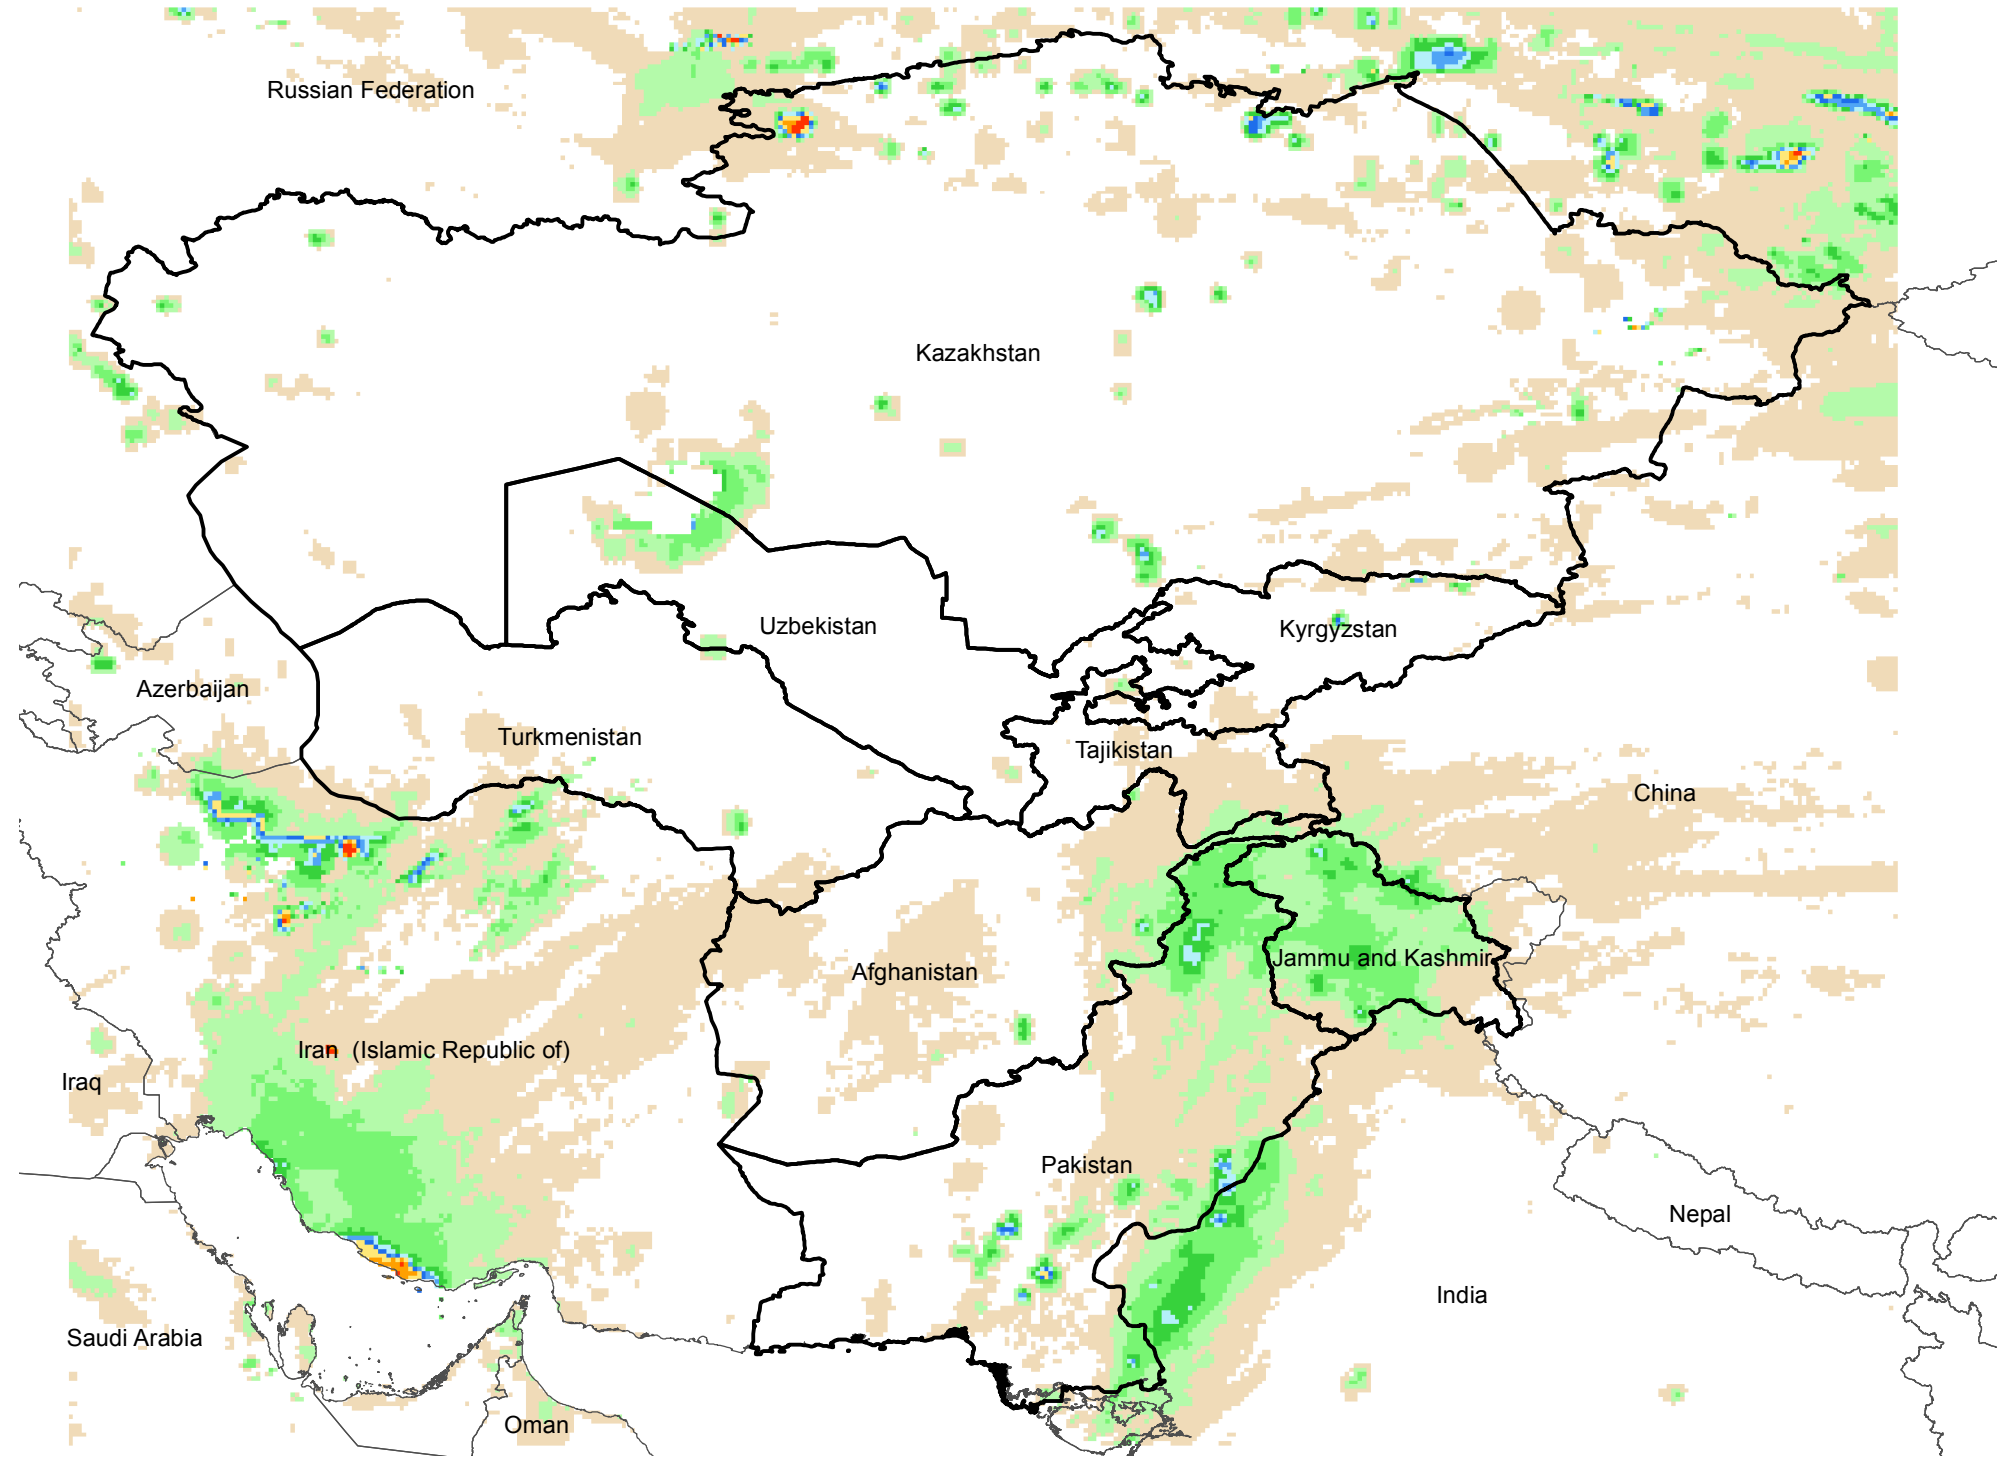 Russian Federation
Kazakhstan
Uzbekistan
Kyrgyzstan
Azerbaijan
Turkmenistan
Tajikistan
China
Afghanistan
Jammu and Kashmir
Iran (Islamic Republic of)
Iraq
Pakistan
Nepal
India
Saudi Arabia
Oman